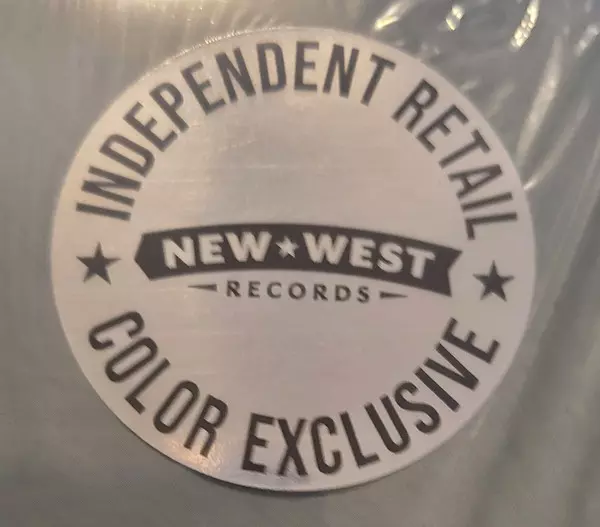 INDEPENDENT RETAIL
NEW★WEST
RECORDS
COLOR EXCLUSIVE